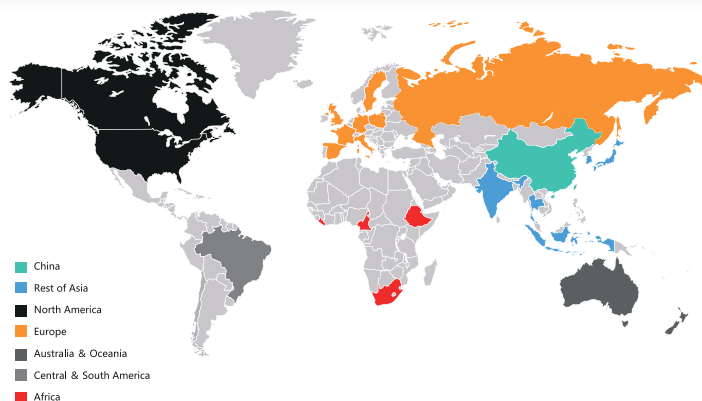 China
Rest of Asia
North America
Europe
Australia & Oceania
Central & South America
Africa